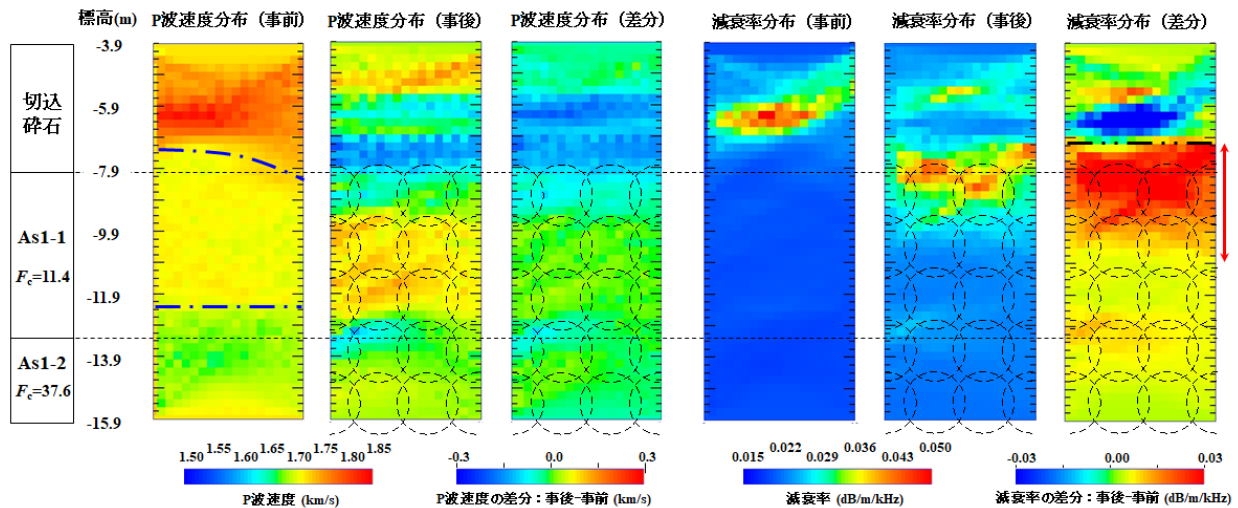 標高(m)
P波速度分布（事前）
P波速度分布（事後）
P波速度分布（差分）
減衰率分布(事前)
減衰率分布（事後）
減衰率分布（差分）
-3.9
-5.9
-7.9
-9.9
-11.9
-13.9
-15.9
切込
砕石
As1-1
Fc=11.4
As1-2
Fc=37.6
1.50 1.55 1.60 1.65 1.70 1.75 1.80 1.85
P波速度 (km/s)
-0.3 0.0 0.3
P波速度の差分：事後-事前 (km/s)
0.015 0.022 0.029 0.036 0.043 0.050
減衰率 (dB/m/kHz)
-0.03 0.00 0.03
減衰率の差分：事後-事前 (dB/m/kHz)